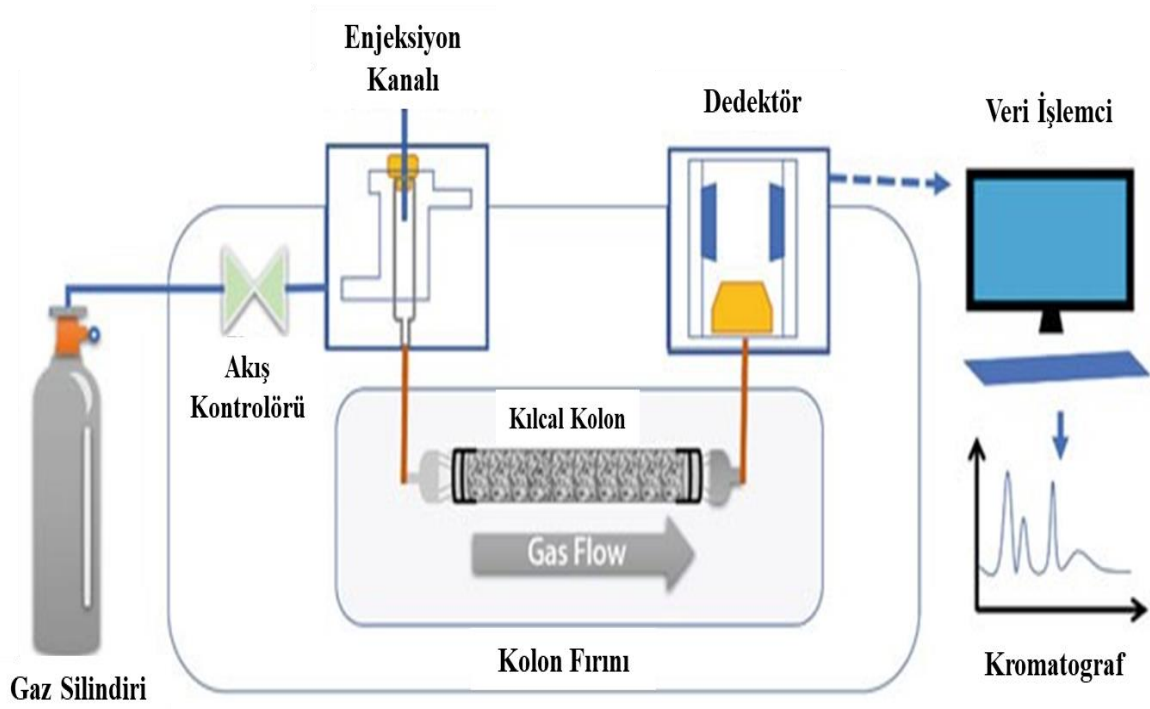 Enjeksiyon
Kanalı
Dedektör
Veri İşlemci
Akış
Kontrolörü
Kılcal Kolon
Gas Flow
Kolon Fırını
Gaz Silindiri
Kromatograf